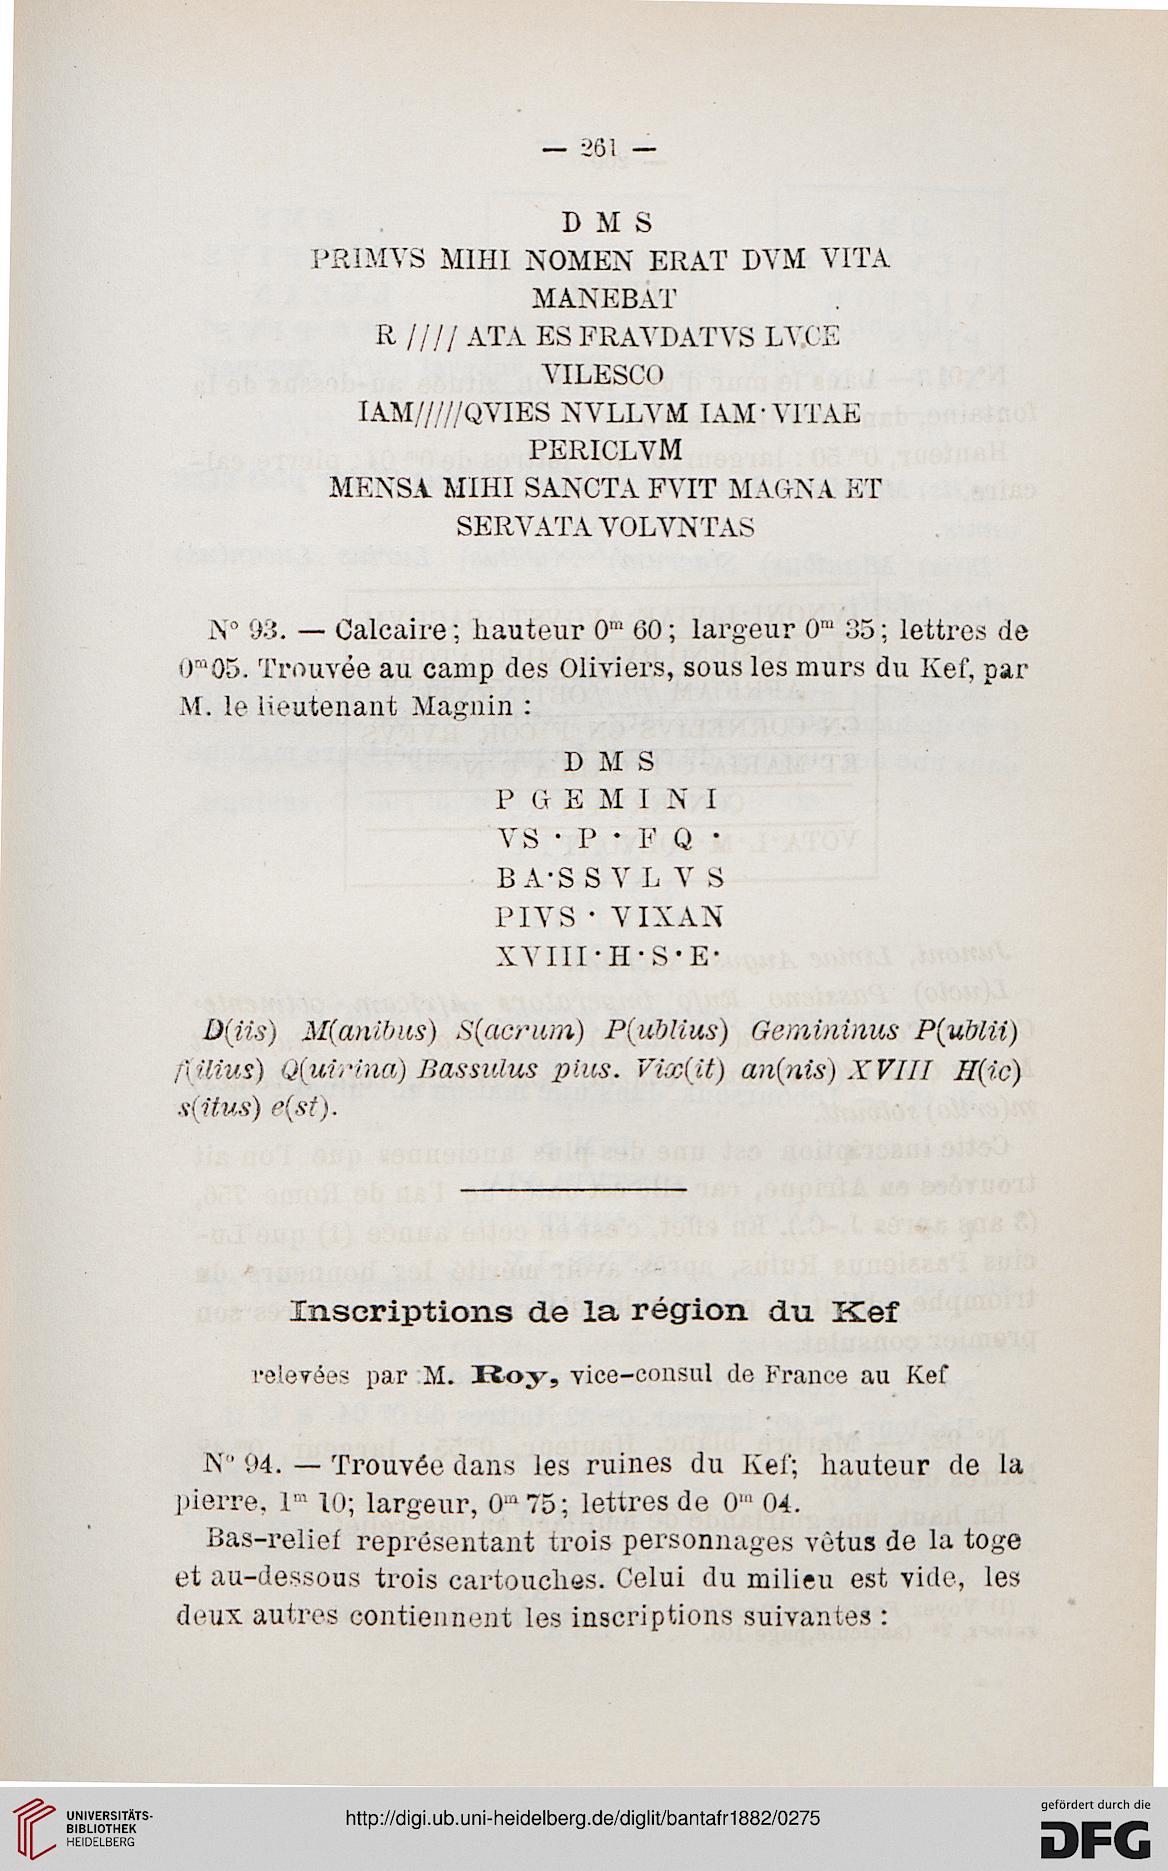 — 261 —
D M S
PRIMVS MIHI NOMEN ERAT DVM VITA
MANEBAT
R //// ATA ES FRAVDATVS LVCE
VILESCO
IAM/////QVIES NVLLVM IAM·VITAE
PERICLVM
MENSA MIHI SANCTA FVIT MAGNA ET
SERVATA VOLVNTAS
N° 93. — Calcaire; hauteur 0ᵐ 60; largeur 0ᵐ 35; lettres de
0ᵐ05. Trouvée au camp des Oliviers, sous les murs du Kef, par
M. le lieutenant Magnin :
D M S
P G E M I N I
VS · P · F Q ·
B A·S S V L V S
PIVS · VIXAN
XVIII·H·S·E·
D(iis) M(anibus) S(acrum) P(ublius) Gemininus P(ublii)
f(ilius) Q(uirina) Bassulus pius. Vix(it) an(nis) XVIII H(ic)
s(itus) e(st).
Inscriptions de la région du Kef
relevées par M. Roy, vice-consul de France au Kef
N° 94. — Trouvée dans les ruines du Kef; hauteur de la
pierre, 1ᵐ 10; largeur, 0ᵐ 75; lettres de 0ᵐ 04.
Bas-relief représentant trois personnages vêtus de la toge
et au-dessous trois cartouches. Celui du milieu est vide, les
deux autres contiennent les inscriptions suivantes :
UNIVERSITÄTS-
BIBLIOTHEK
HEIDELBERG
http://digi.ub.uni-heidelberg.de/diglit/bantafr1882/0275
gefördert durch die
DFG